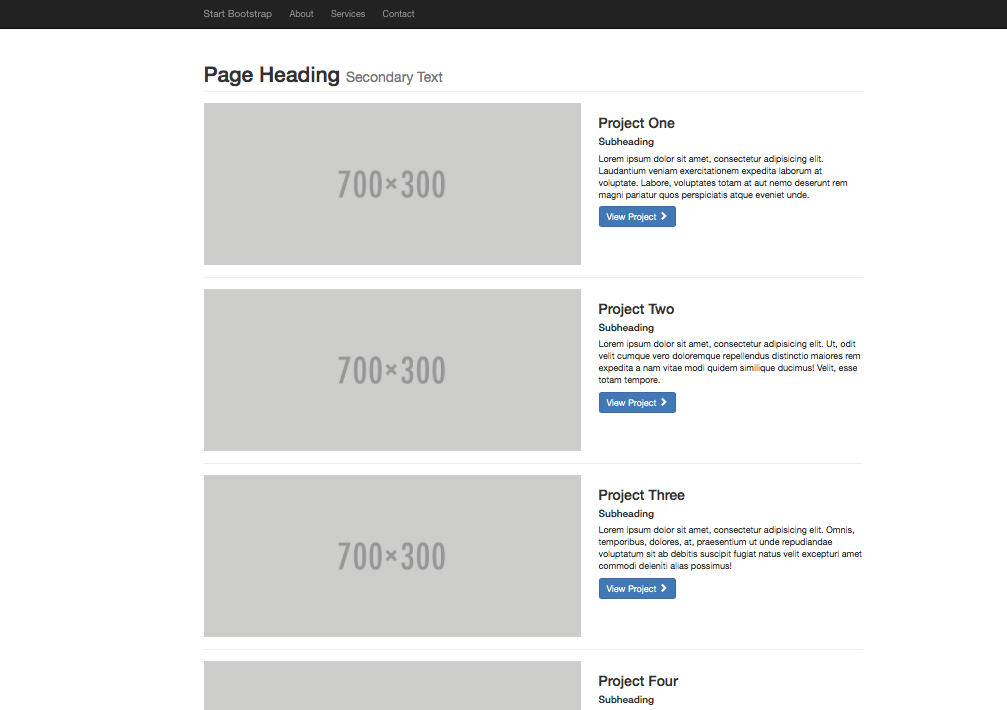 Start Bootstrap About Services Contact
Page Heading Secondary Text
700×300
Project One
Subheading
Lorem ipsum dolor sit amet, consectetur adipisicing elit.
Laudantium veniam exercitationem expedita laborum at
voluptate. Labore, voluptates totam at aut nemo deserunt rem
magni pariatur quos perspiciatis atque eveniet unde.
View Project
700×300
Project Two
Subheading
Lorem ipsum dolor sit amet, consectetur adipisicing elit. Ut, odit
velit cumque vero doloremque repellendus distinctio maiores rem
expedita a nam vitae modi quidem similique ducimus! Velit, esse
totam tempore.
View Project
700×300
Project Three
Subheading
Lorem ipsum dolor sit amet, consectetur adipisicing elit. Omnis,
temporibus, dolores, at, praesentium ut unde repudiandae
voluptatum sit ab debitis suscipit fugiat natus velit excepturi amet
commodi deleniti alias possimus!
View Project
Project Four
Subheading